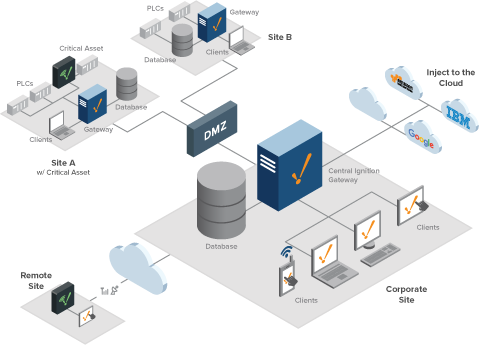 PLCs
Gateway
Site B
Clients
Database
Critical Asset
PLCs
Database
Gateway
Clients
Site A
w/ Critical Asset
Inject to the
Cloud
Google
IBM
DMZ
Central Ignition
Gateway
Database
Clients
Clients
Corporate
Site
Remote
Site